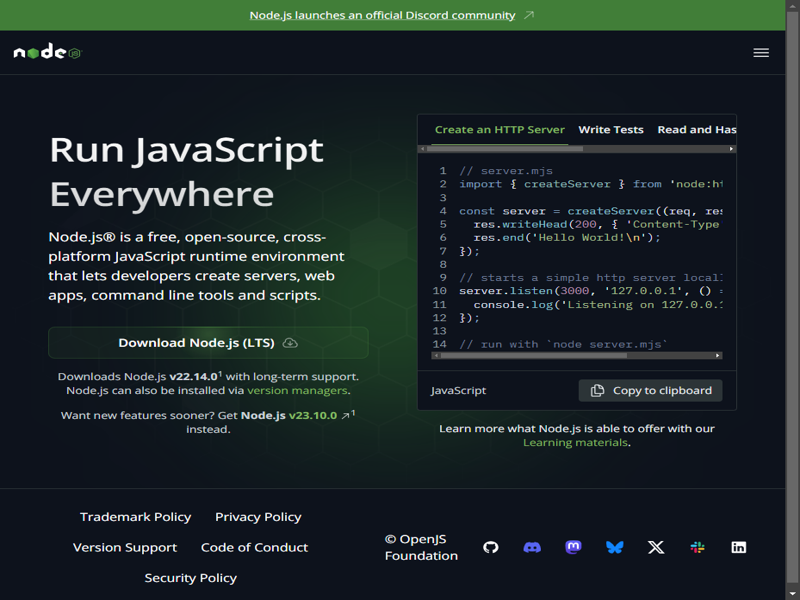 Node.js launches an official Discord community
node JS
Run JavaScript
Everywhere
Node.js® is a free, open-source, cross-
platform JavaScript runtime environment
that lets developers create servers, web
apps, command line tools and scripts.
Download Node.js (LTS)
Downloads Node.js v22.14.0¹ with long-term support.
Node.js can also be installed via version managers.
Want new features sooner? Get Node.js v23.10.0 ↗¹
instead.
Create an HTTP Server Write Tests Read and Has
1 // server.mjs
2 import { createServer } from 'node:ht
3
4 const server = createServer((req, res
5 res.writeHead(200, { 'Content-Type
6 res.end('Hello World!\n');
7 });
8
9 // starts a simple http server locall
10 server.listen(3000, '127.0.0.1', () =
11 console.log('Listening on 127.0.0.1
12 });
13
14 // run with `node server.mjs`
JavaScript
Copy to clipboard
Learn more what Node.js is able to offer with our
Learning materials.
Trademark Policy Privacy Policy
Version Support Code of Conduct
Security Policy
© OpenJS
Foundation